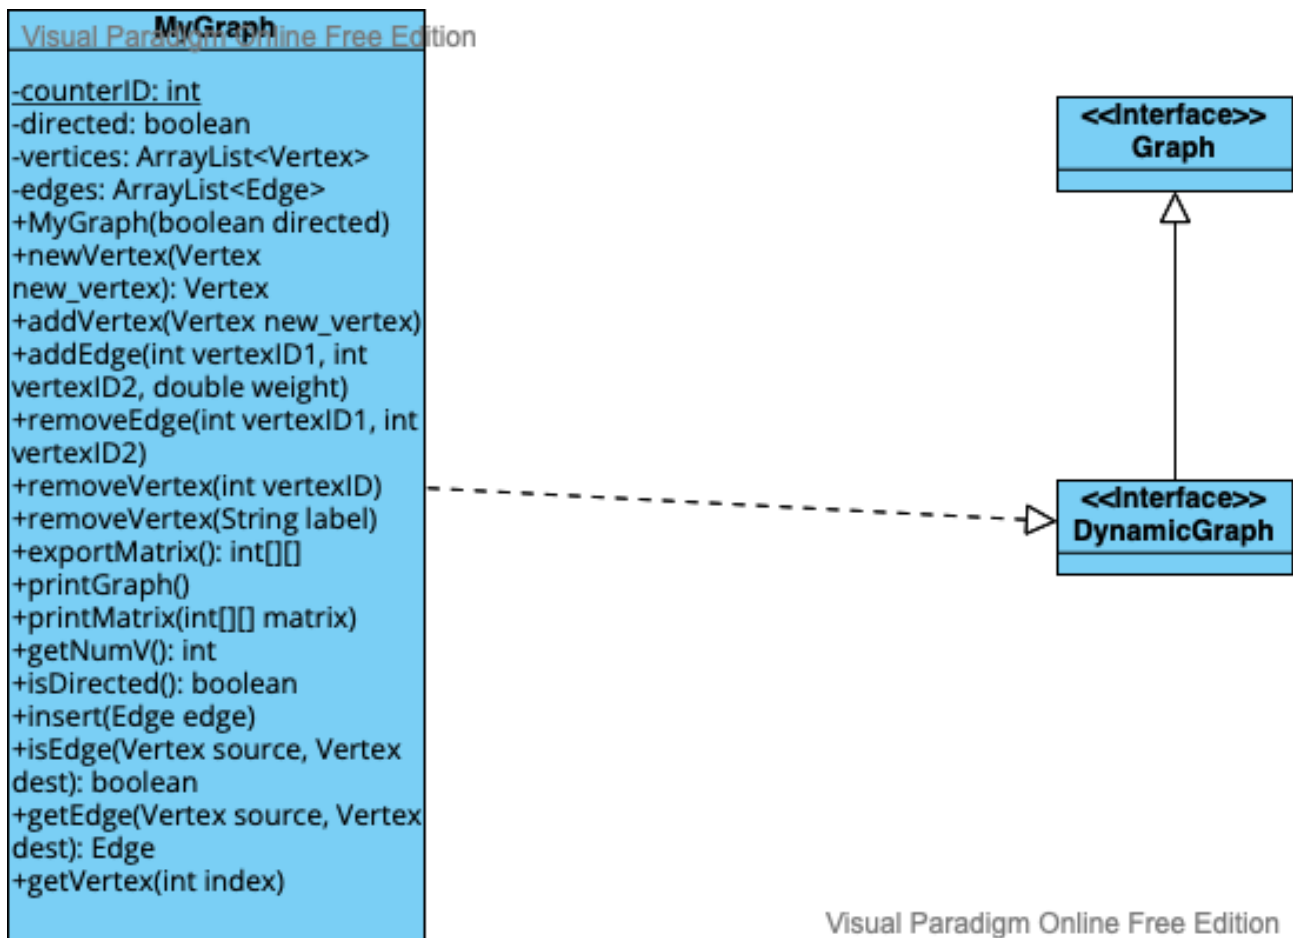 MyGraph
Visual Paradigm Online Free Edition
-counterID: int
-directed: boolean
-vertices: ArrayList<Vertex>
-edges: ArrayList<Edge>
+MyGraph(boolean directed)
+newVertex(Vertex
new_vertex): Vertex
+addVertex(Vertex new_vertex)
+addEdge(int vertexID1, int
vertexID2, double weight)
+removeEdge(int vertexID1, int
vertexID2)
+removeVertex(int vertexID)
+removeVertex(String label)
+exportMatrix(): int[][]
+printGraph()
+printMatrix(int[][] matrix)
+getNumV(): int
+isDirected(): boolean
+insert(Edge edge)
+isEdge(Vertex source, Vertex
dest): boolean
+getEdge(Vertex source, Vertex
dest): Edge
+getVertex(int index)
<<Interface>>
Graph
<<Interface>>
DynamicGraph
Visual Paradigm Online Free Edition